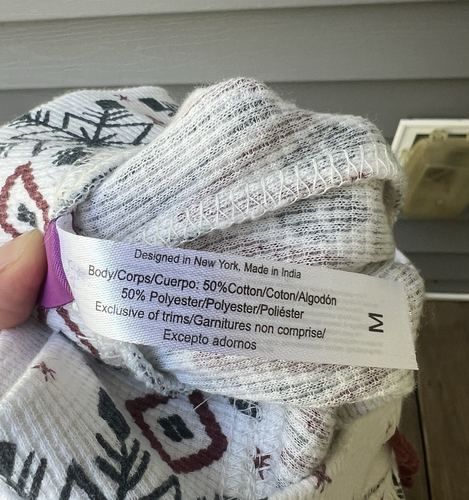 Designed in New York, Made in India
Body/Corps/Cuerpo: 50%Cotton/Coton/Algodón
50% Polyester/Polyester/Poliéster
Exclusive of trims/Garnitures non comprise/
Excepto adornos
M